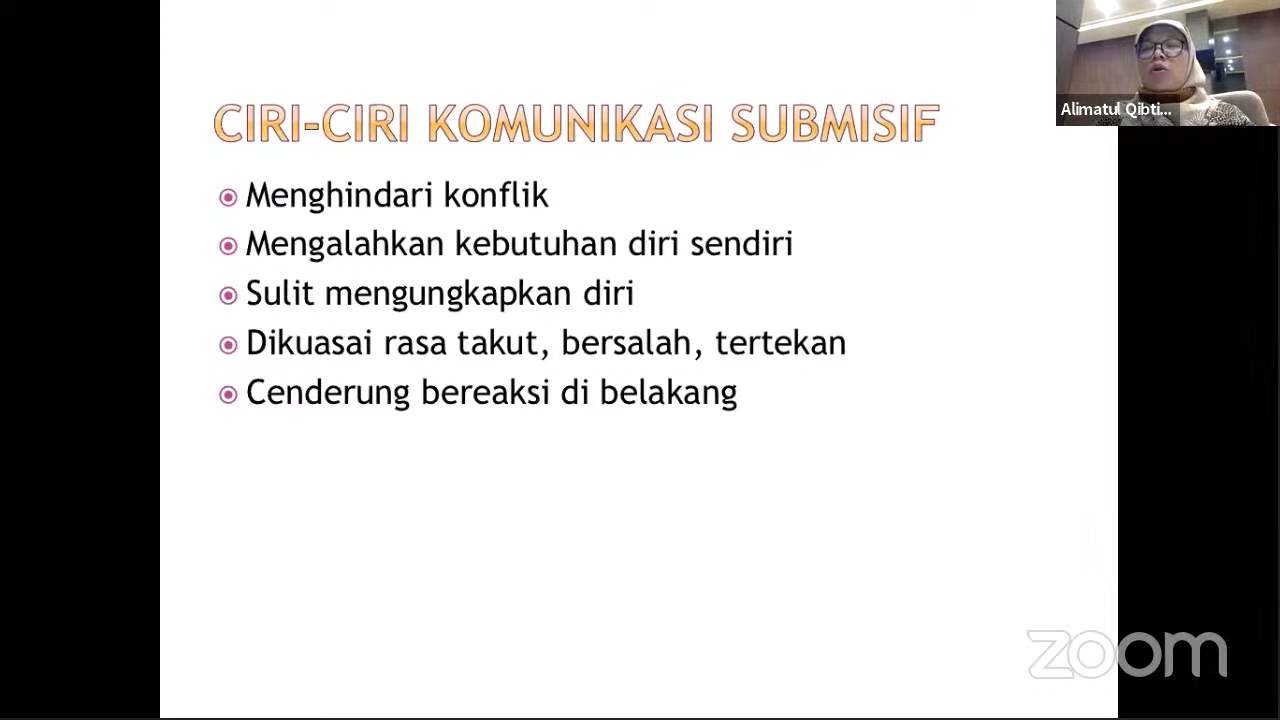 Alimatul Qibti...
CIRI-CIRI KOMUNIKASI SUBMISIF
Menghindari konflik
Mengalahkan kebutuhan diri sendiri
Sulit mengungkapkan diri
Dikuasai rasa takut, bersalah, tertekan
Cenderung bereaksi di belakang
zoom